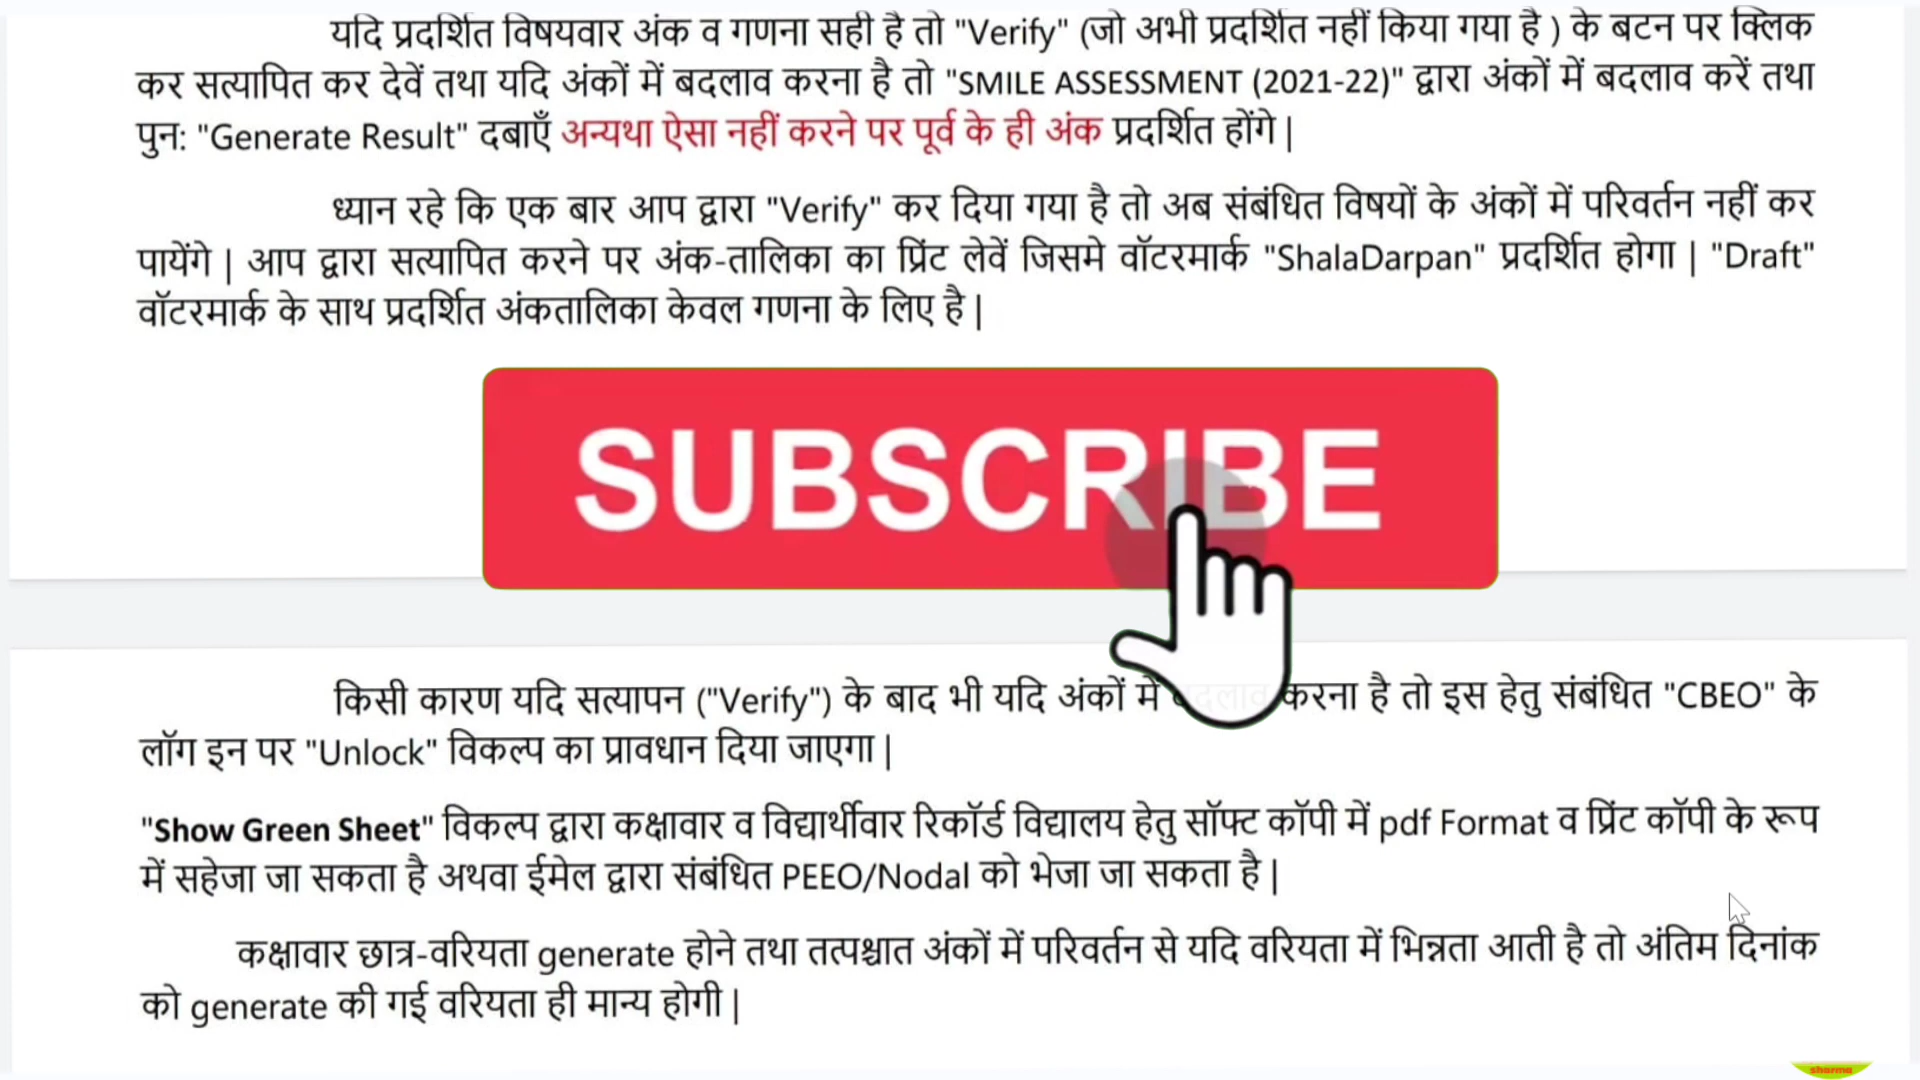 यदि प्रदर्शित विषयवार अंक व गणना सही है तो "Verify" (जो अभी प्रदर्शित नहीं किया गया है ) के बटन पर क्लिक
कर सत्यापित कर देवें तथा यदि अंकों में बदलाव करना है तो "SMILE ASSESSMENT (2021-22)" द्वारा अंकों में बदलाव करें तथा
पुन: "Generate Result" दबाएँ अन्यथा ऐसा नहीं करने पर पूर्व के ही अंक प्रदर्शित होंगे |
ध्यान रहे कि एक बार आप द्वारा "Verify" कर दिया गया है तो अब संबंधित विषयों के अंकों में परिवर्तन नहीं कर
पायेंगे | आप द्वारा सत्यापित करने पर अंक-तालिका का प्रिंट लेवें जिसमे वॉटरमार्क "ShalaDarpan" प्रदर्शित होगा | "Draft"
वॉटरमार्क के साथ प्रदर्शित अंकतालिका केवल गणना के लिए है |
SUBSCRIBE
किसी कारण यदि सत्यापन ("Verify") के बाद भी यदि अंकों में बदलाव करना है तो इस हेतु संबंधित "CBEO" के
लॉग इन पर "Unlock" विकल्प का प्रावधान दिया जाएगा |
"Show Green Sheet" विकल्प द्वारा कक्षावार व विद्यार्थीवार रिकॉर्ड विद्यालय हेतु सॉफ्ट कॉपी में pdf Format व प्रिंट कॉपी के रूप
में सहेजा जा सकता है अथवा ईमेल द्वारा संबंधित PEEO/Nodal को भेजा जा सकता है |
कक्षावार छात्र-वरियता generate होने तथा तत्पश्चात अंकों में परिवर्तन से यदि वरियता में भिन्नता आती है तो अंतिम दिनांक
को generate की गई वरियता ही मान्य होगी |
sharma